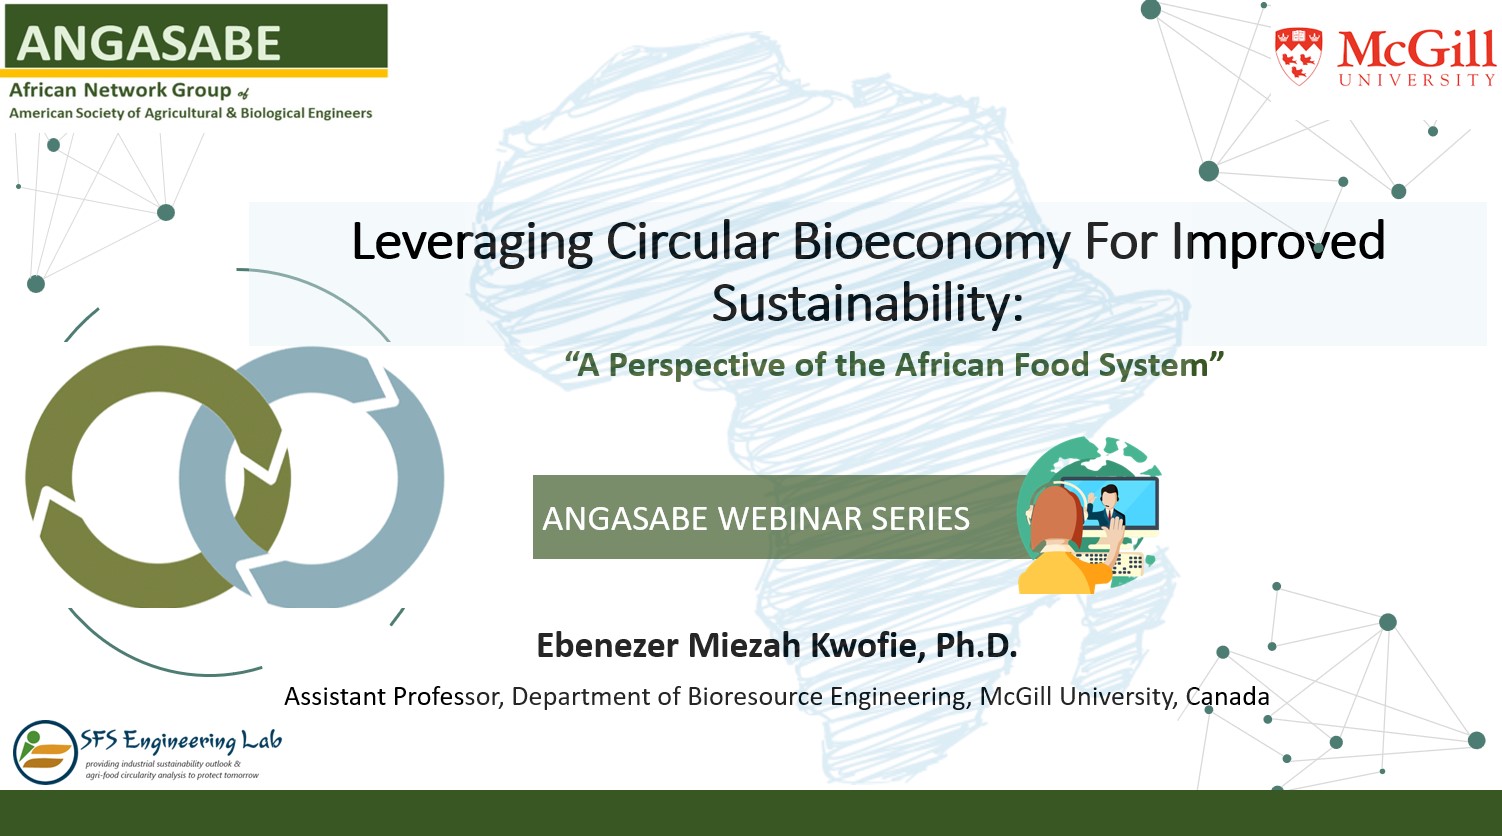 ANGASABE
African Network Group of
American Society of Agricultural & Biological Engineers
McGill
UNIVERSITY
Leveraging Circular Bioeconomy For Improved
Sustainability:
“A Perspective of the African Food System”
ANGASABE WEBINAR SERIES
Ebenezer Miezah Kwofie, Ph.D.
Assistant Professor, Department of Bioresource Engineering, McGill University, Canada
SFS Engineering Lab
providing industrial sustainability outlook &
agri-food circularity analysis to protect tomorrow